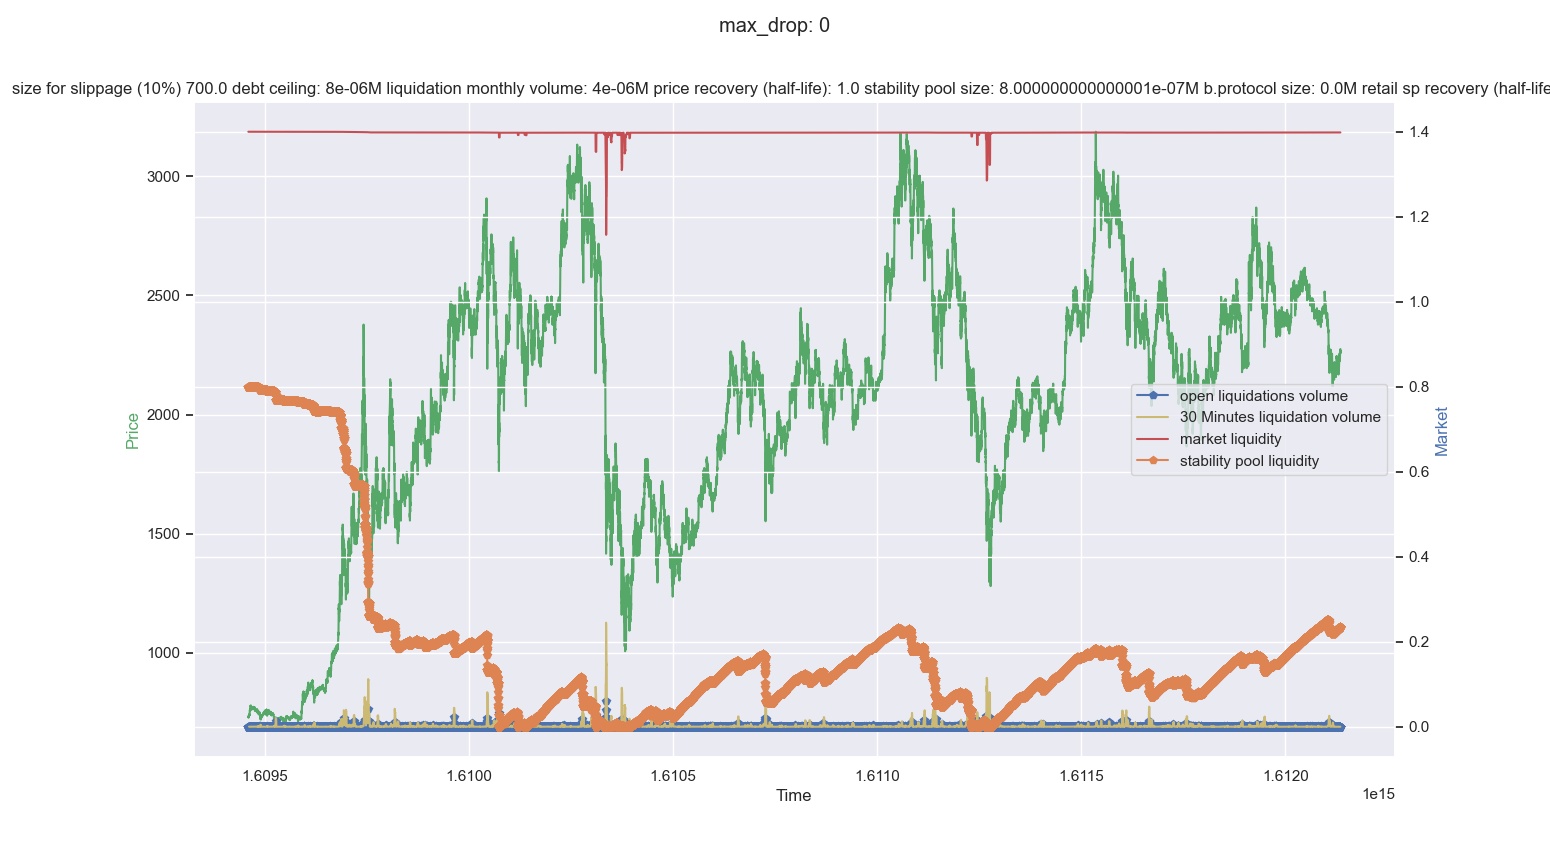 max_drop: 0
size for slippage (10%) 700.0 debt ceiling: 8e-06M liquidation monthly volume: 4e-06M price recovery (half-life): 1.0 stability pool size: 8.000000000000001e-07M b.protocol size: 0.0M retail sp recovery (half-life
3000
2500
2000
1500
1000
Price
1.4
1.2
1.0
0.8
0.6
0.4
0.2
0.0
Market
open liquidations volume
30 Minutes liquidation volume
market liquidity
stability pool liquidity
1.6095 1.6100 1.6105 1.6110 1.6115 1.6120
Time
1e15